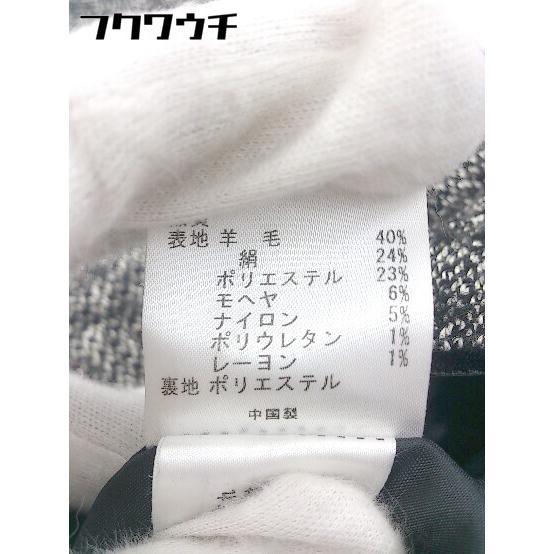 フクワウチ
表地 羊 毛 40%
絹 24%
ポリエステル 23%
モヘヤ 6%
ナイロン 5%
ポリウレタン 1%
レーヨン 1%
裏地 ポリエステル
中国製